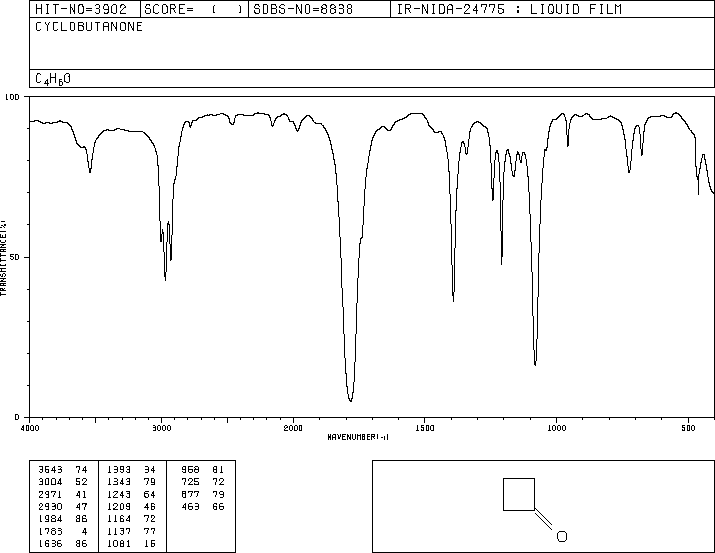 HIT-NO=3902 SCORE= ( ) SDBS-NO=8838 IR-NIDA-24775 : LIQUID FILM
CYCLOBUTANONE
C4H6O
100
50
0
TRANSMITTANCE(%)
4000 3000 2000 1500 1000 500
WAVENUMBER(-1)
3543 74 1393 34 958 81
3004 52 1343 79 725 72
2971 41 1243 64 677 79
2930 47 1209 46 463 66
1984 86 1164 72
1783 4 1137 77
1636 86 1081 15
O